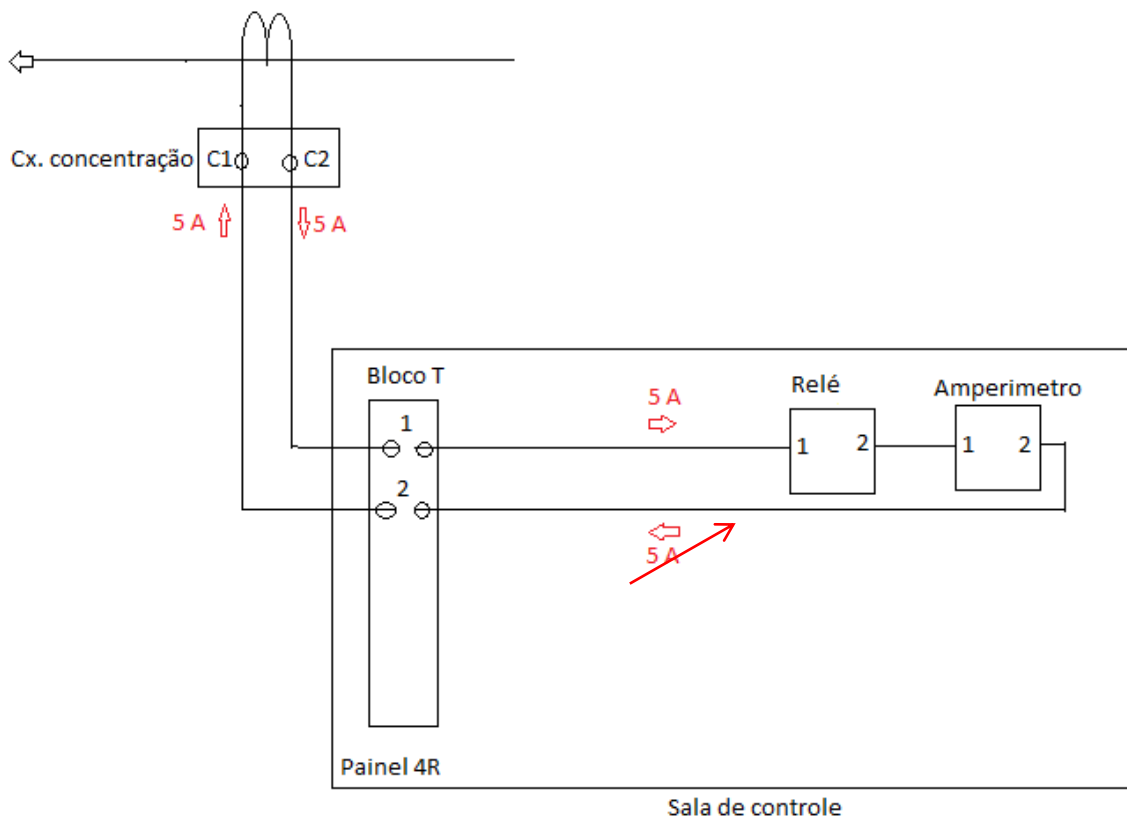 Cx. concentração
C1
C2
5 A
5 A
Bloco T
1
2
5 A
Relé
1
2
Amperimetro
1
2
5 A
Painel 4R
Sala de controle